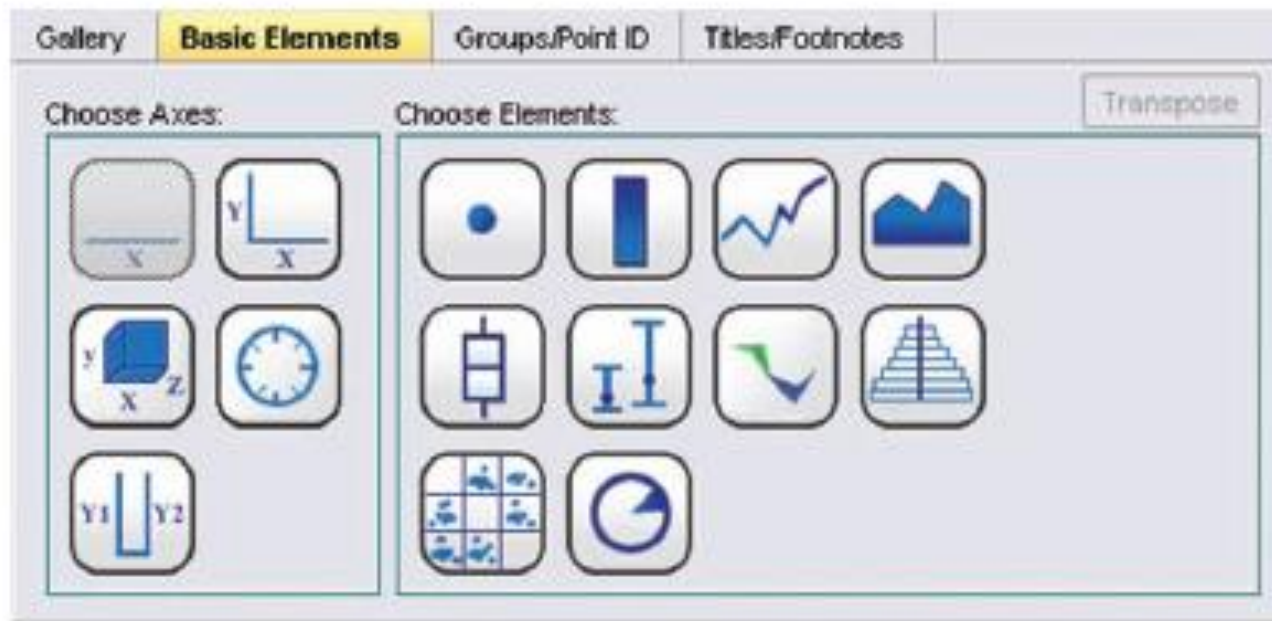 Gallery Basic Elements Groups/Point ID Titles/Footnotes
Transpose
Choose Axes: Choose Elements:
X
Y
X
y
X
Z
Y1 Y2